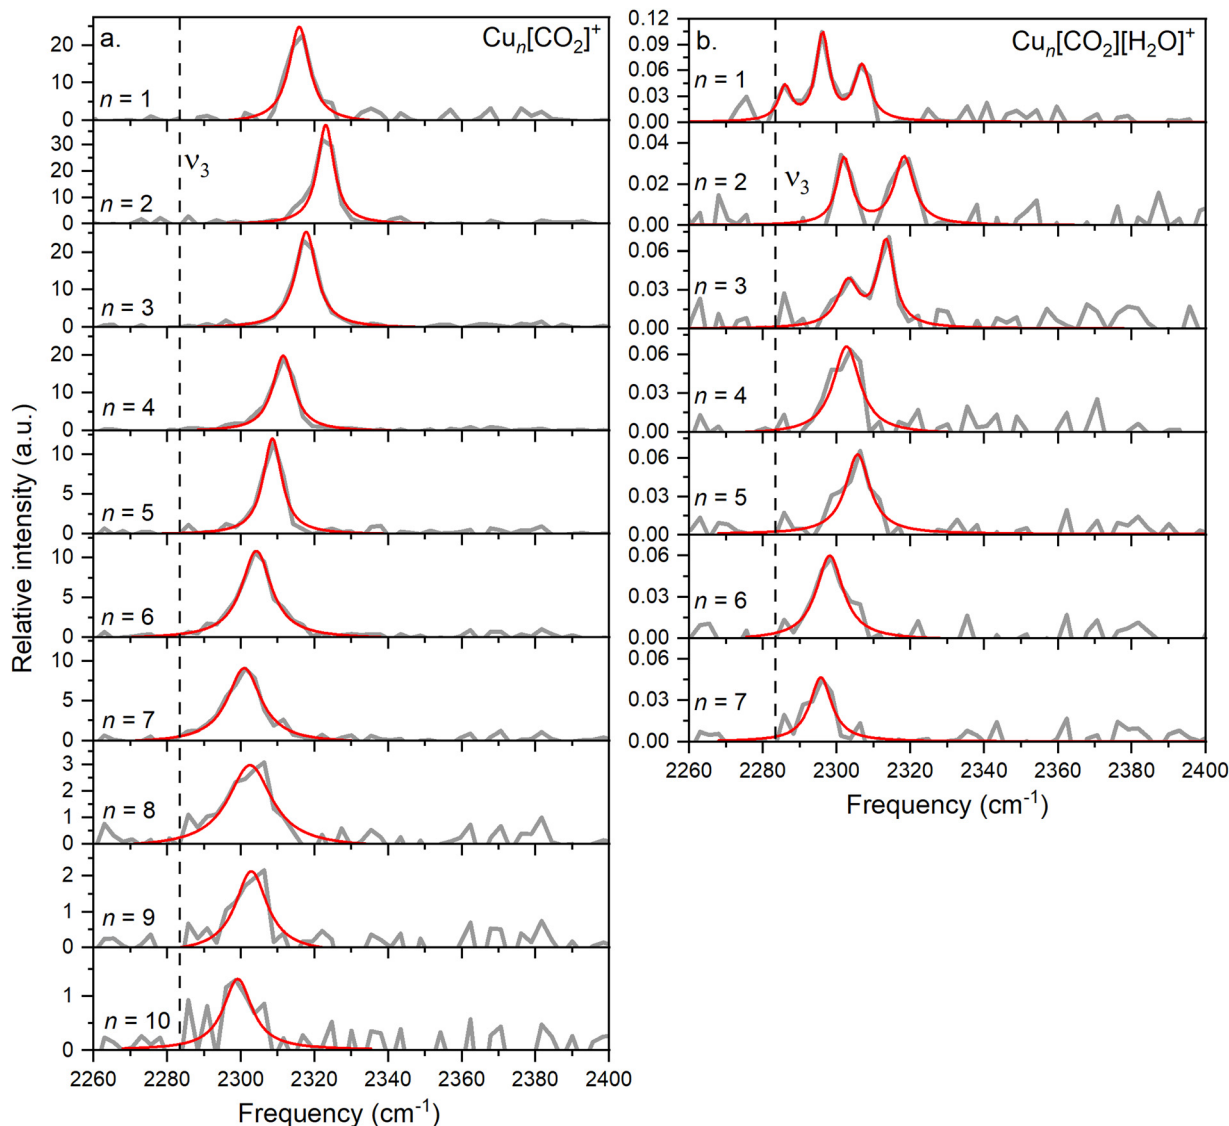 a.
Cuₙ[CO₂]⁺
20
10
0
n = 1
30
20
10
0
n = 2
ν₃
20
10
0
n = 3
20
10
0
n = 4
10
5
0
n = 5
10
5
0
n = 6
10
5
0
n = 7
3
2
1
0
n = 8
2
1
0
n = 9
1
0
n = 10
2260 2280 2300 2320 2340 2360 2380 2400
Frequency (cm⁻¹)
Relative intensity (a.u.)
b.
Cuₙ[CO₂][H₂O]⁺
0.12
0.09
0.06
0.03
0.00
n = 1
0.04
0.02
0.00
n = 2
ν₃
0.06
0.03
0.00
n = 3
0.06
0.03
0.00
n = 4
0.06
0.03
0.00
n = 5
0.06
0.03
0.00
n = 6
0.06
0.03
0.00
n = 7
2260 2280 2300 2320 2340 2360 2380 2400
Frequency (cm⁻¹)